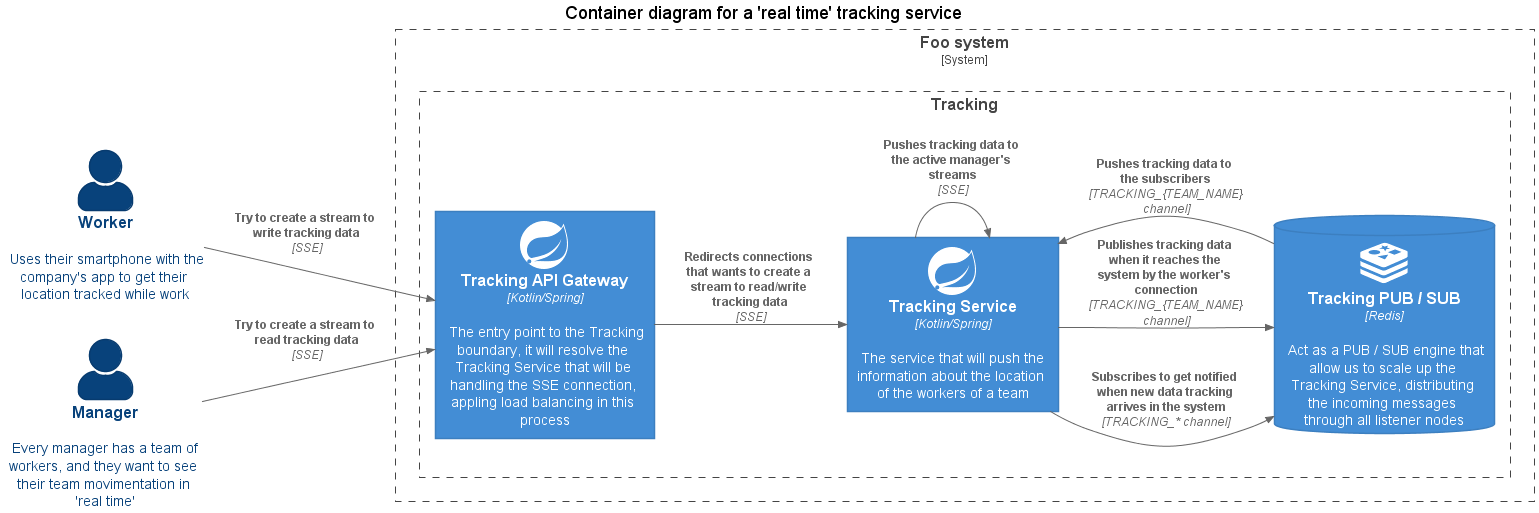 Container diagram for a 'real time' tracking service
Foo system
[System]
Tracking
Worker
Uses their smartphone with the
company's app to get their
location tracked while work
Manager
Every manager has a team of
workers, and they want to see
their team movimentation in
'real time'
Try to create a stream to
write tracking data
[SSE]
Try to create a stream to
read tracking data
[SSE]
Tracking API Gateway
[Kotlin/Spring]
The entry point to the Tracking
boundary, it will resolve the
Tracking Service that will be
handling the SSE connection,
appling load balancing in this
process
Redirects connections
that wants to create a
stream to read/write
tracking data
[SSE]
Pushes tracking data to
the active manager's
streams
[SSE]
Tracking Service
[Kotlin/Spring]
The service that will push the
information about the location
of the workers of a team
Pushes tracking data to
the subscribers
[TRACKING_{TEAM_NAME}
channel]
Publishes tracking data
when it reaches the
system by the worker's
connection
[TRACKING_{TEAM_NAME}
channel]
Subscribes to get notified
when new data tracking
arrives in the system
[TRACKING_* channel]
Tracking PUB / SUB
[Redis]
Act as a PUB / SUB engine that
allow us to scale up the
Tracking Service, distributing
the incoming messages
through all listener nodes